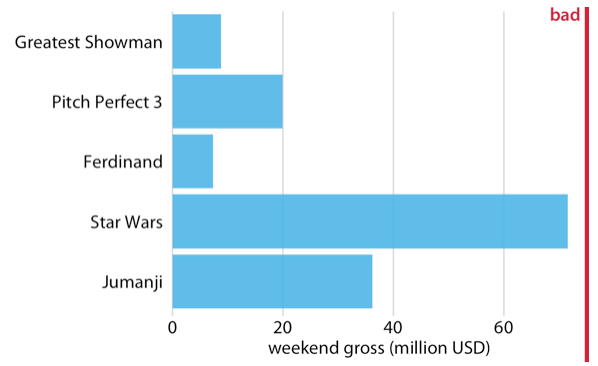 bad
Greatest Showman
Pitch Perfect 3
Ferdinand
Star Wars
Jumanji
0 20 40 60
weekend gross (million USD)